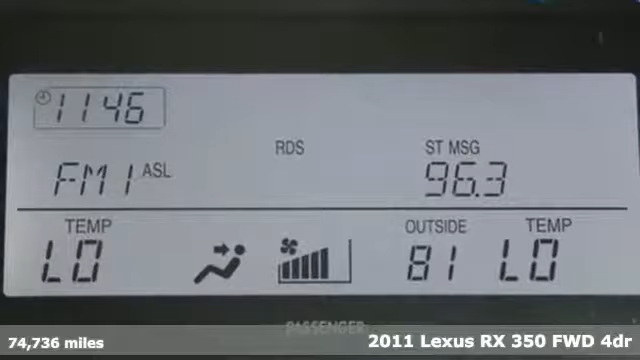 1146
RDS ST MSG
FM1 ASL 96.3
TEMP OUTSIDE TEMP
LO 81 LO
PASSENGER
74,736 miles 2011 Lexus RX 350 FWD 4dr